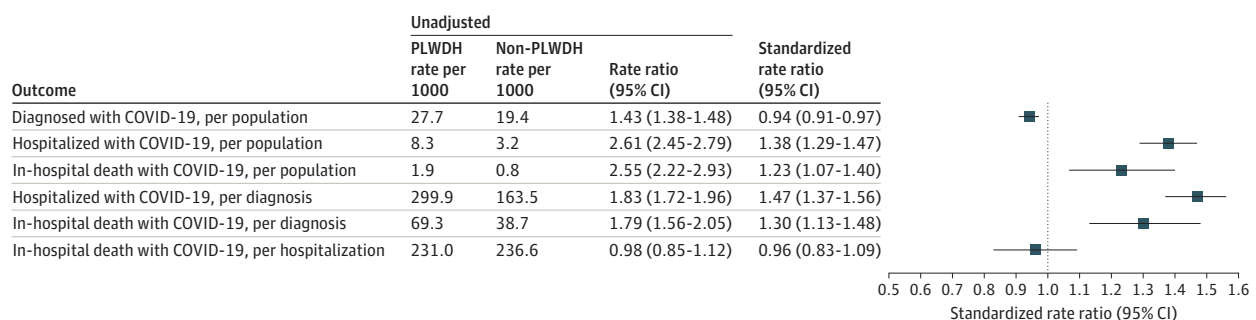 Unadjusted
PLWDH rate per 1000
Non-PLWDH rate per 1000
Rate ratio (95% CI)
Standardized rate ratio (95% CI)
Outcome
Diagnosed with COVID-19, per population 27.7 19.4 1.43 (1.38-1.48) 0.94 (0.91-0.97)
Hospitalized with COVID-19, per population 8.3 3.2 2.61 (2.45-2.79) 1.38 (1.29-1.47)
In-hospital death with COVID-19, per population 1.9 0.8 2.55 (2.22-2.93) 1.23 (1.07-1.40)
Hospitalized with COVID-19, per diagnosis 299.9 163.5 1.83 (1.72-1.96) 1.47 (1.37-1.56)
In-hospital death with COVID-19, per diagnosis 69.3 38.7 1.79 (1.56-2.05) 1.30 (1.13-1.48)
In-hospital death with COVID-19, per hospitalization 231.0 236.6 0.98 (0.85-1.12) 0.96 (0.83-1.09)
0.5 0.6 0.7 0.8 0.9 1.0 1.1 1.2 1.3 1.4 1.5 1.6
Standardized rate ratio (95% CI)